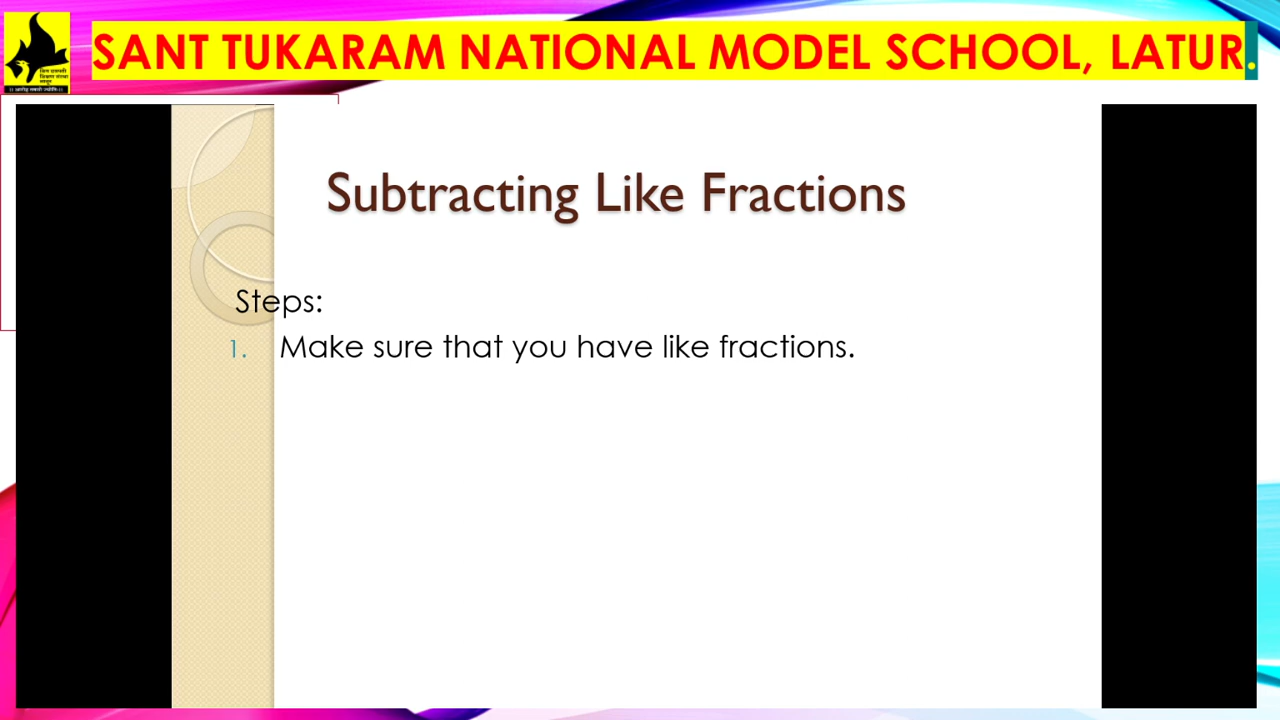 SANT TUKARAM NATIONAL MODEL SCHOOL, LATUR.
Subtracting Like Fractions
Steps:
1. Make sure that you have like fractions.